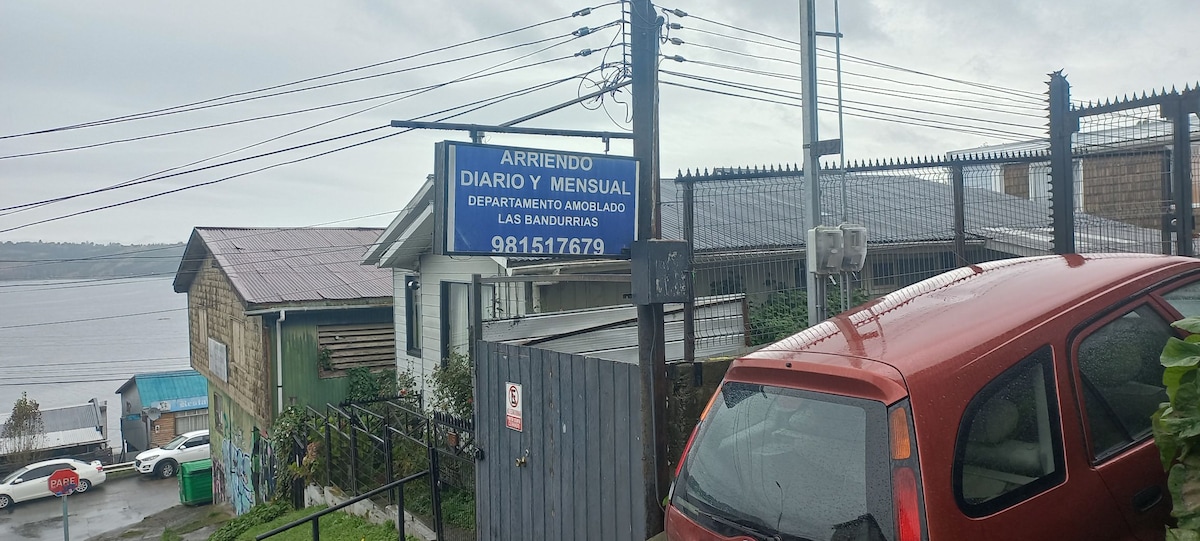 ARRIENDO
DIARIO Y MENSUAL
DEPARTAMENTO AMOBLADO
LAS BANDURRIAS
981517679
PARE